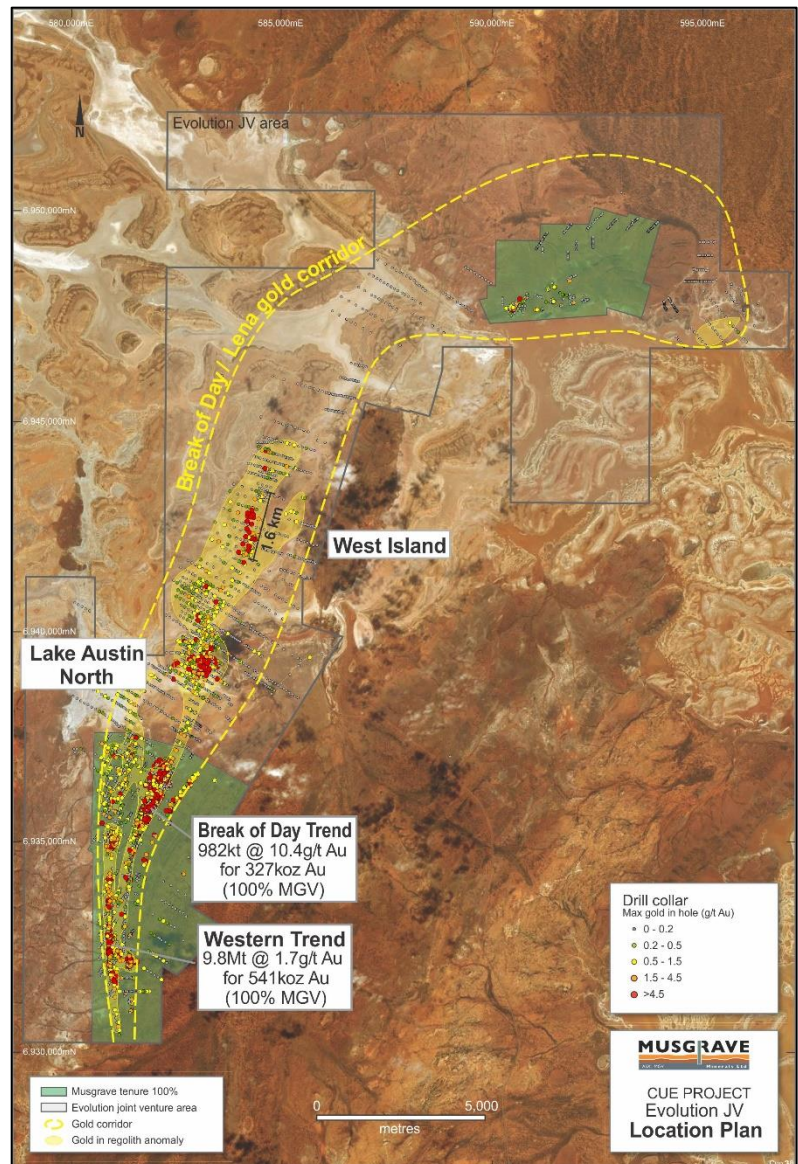 580,000mE
585,000mE
590,000mE
595,000mE
N
Evolution JV area
6,950,000mN
Break of Day / Lena gold corridor
6,945,000mN
1.6 km
West Island
6,940,000mN
Lake Austin
North
6,935,000mN
Break of Day Trend
982kt @ 10.4g/t Au
for 327koz Au
(100% MGV)
Western Trend
9.8Mt @ 1.7g/t Au
for 541koz Au
(100% MGV)
6,930,000mN
Drill collar
Max gold in hole (g/t Au)
0 - 0.2
0.2 - 0.5
0.5 - 1.5
1.5 - 4.5
>4.5
Musgrave tenure 100%
Evolution joint venture area
Gold corridor
Gold in regolith anomaly
0 5,000
metres
MUSGRAVE
Minerals Ltd
CUE PROJECT
Evolution JV
Location Plan